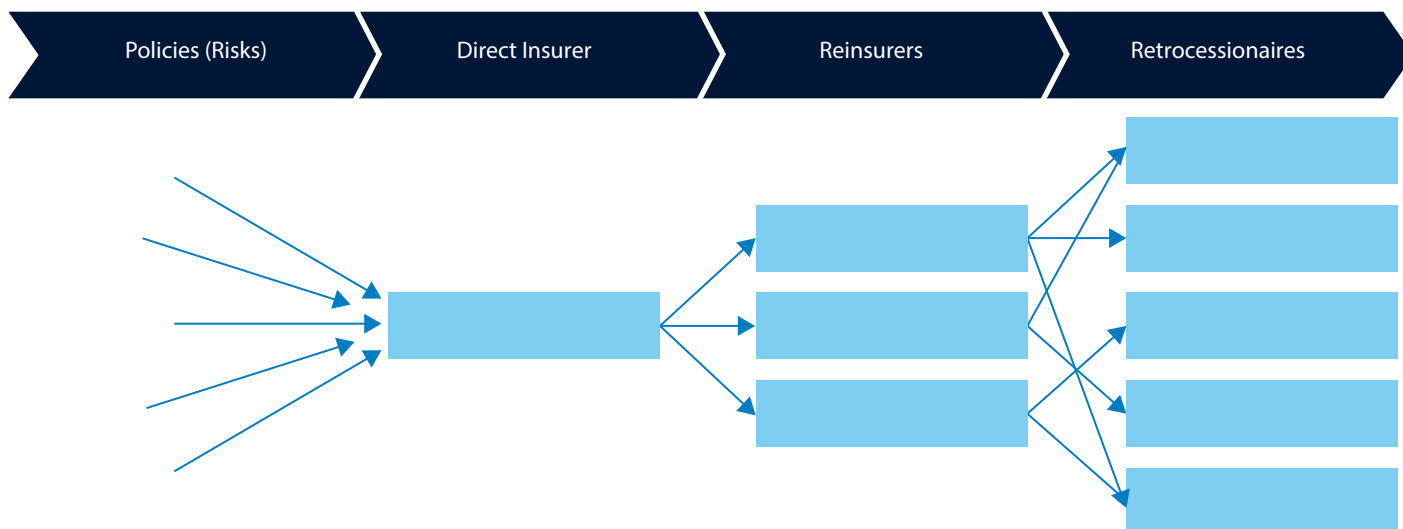 Policies (Risks)
Direct Insurer
Reinsurers
Retrocessionaires